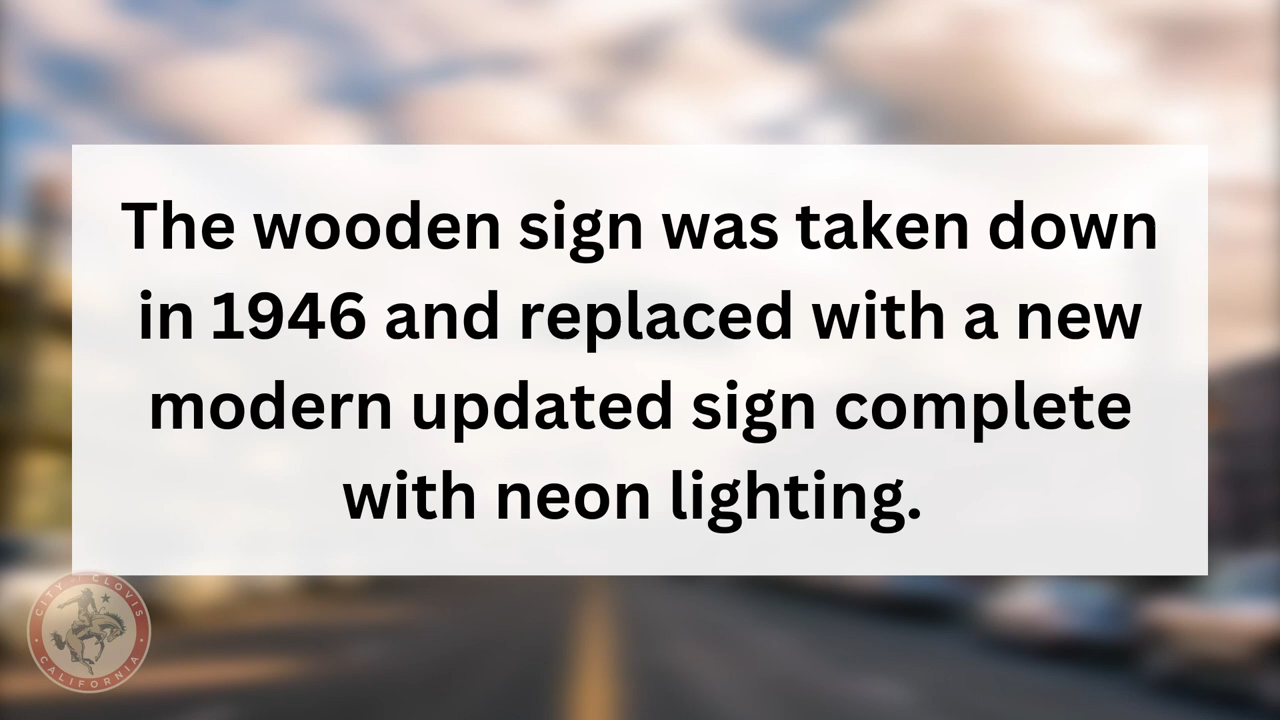 The wooden sign was taken down
in 1946 and replaced with a new
modern updated sign complete
with neon lighting.
CITY OF CLOVIS
CALIFORNIA